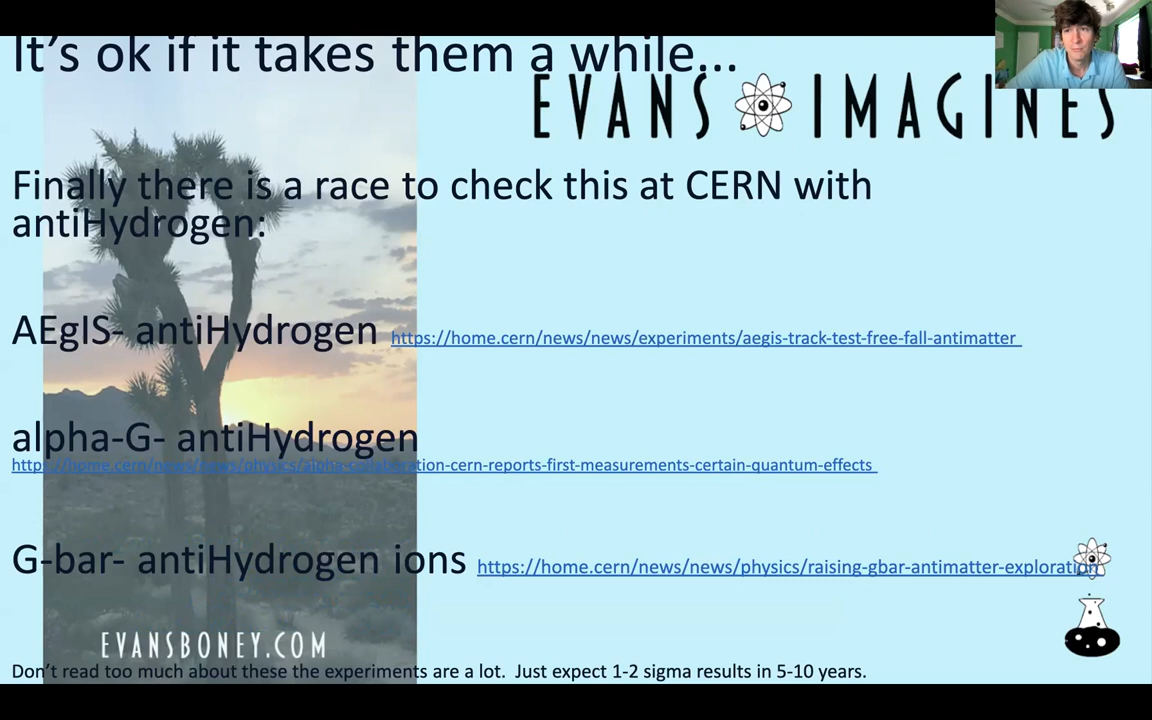 It's ok if it takes them a while...
EVANS IMAGINES
Finally there is a race to check this at CERN with
antiHydrogen:
AEgIS- antiHydrogen https://home.cern/news/news/experiments/aegis-track-test-free-fall-antimatter
alpha-G- antiHydrogen
https://home.cern/news/news/physics/alpha-collaboration-cern-reports-first-measurements-certain-quantum-effects
G-bar- antiHydrogen ions https://home.cern/news/news/physics/raising-gbar-antimatter-exploration
EVANSBONEY.COM
Don't read too much about these the experiments are a lot. Just expect 1-2 sigma results in 5-10 years.